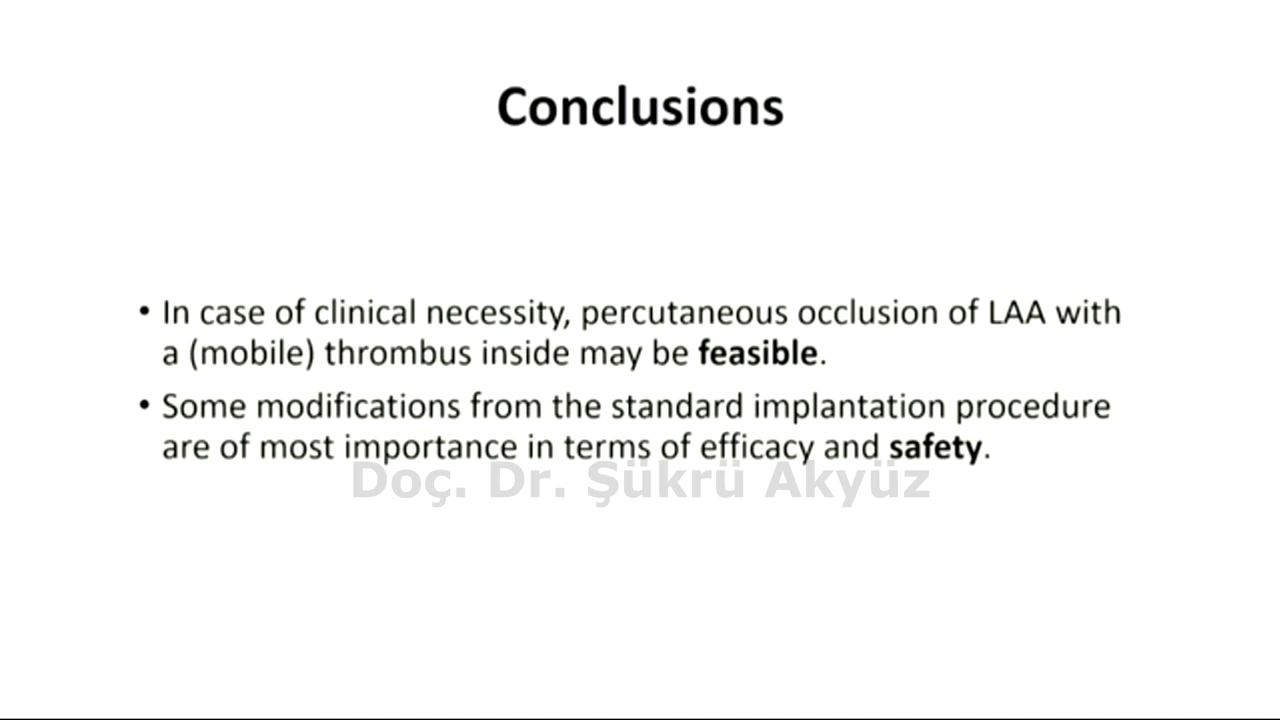 Conclusions
• In case of clinical necessity, percutaneous occlusion of LAA with
a (mobile) thrombus inside may be feasible.
• Some modifications from the standard implantation procedure
are of most importance in terms of efficacy and safety.
Doç. Dr. Şükrü Akyüz